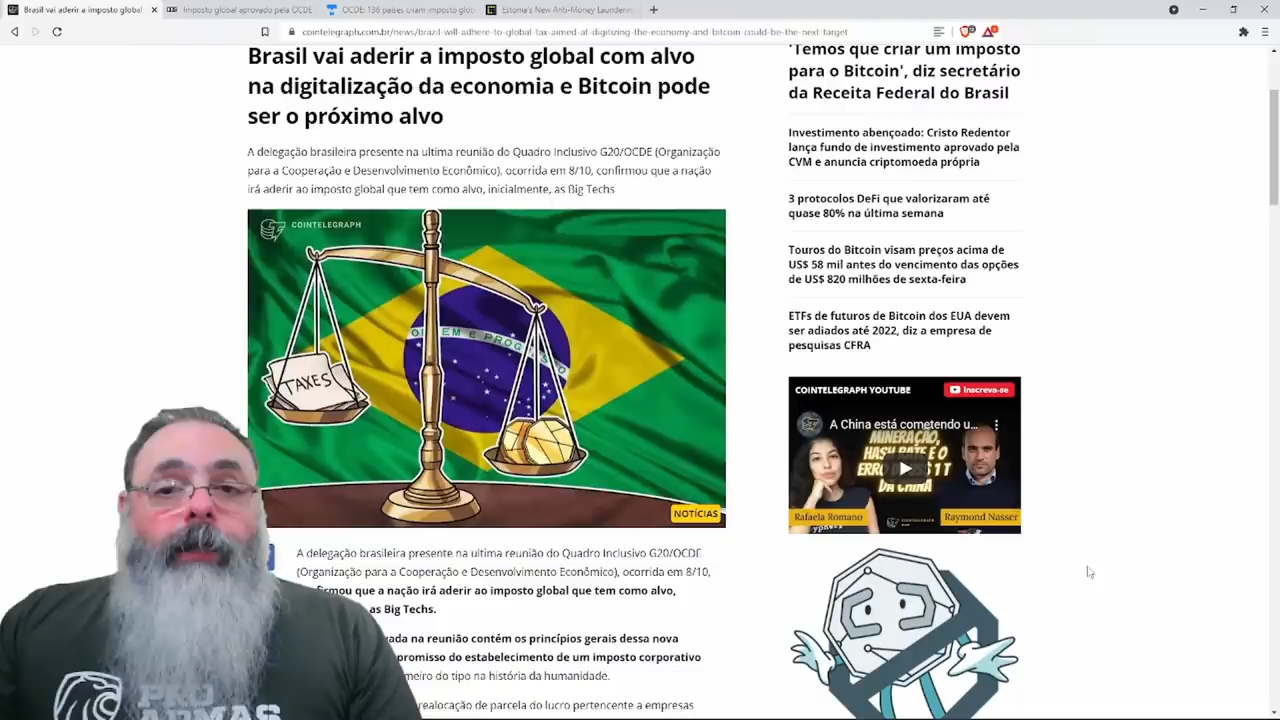 Brasil vai aderir a imposto global
Imposto global aprovado pela OCDE
OCDE: 136 países criam imposto glob
Estonia's New Anti-Money Laundering
cointelegraph.com.br/news/brazil-will-adhere-to-global-tax-aimed-at-digitizing-the-economy-and-bitcoin-could-be-the-next-target
Brasil vai aderir a imposto global com alvo
na digitalização da economia e Bitcoin pode
ser o próximo alvo
A delegação brasileira presente na ultima reunião do Quadro Inclusivo G20/OCDE (Organização
para a Cooperação e Desenvolvimento Econômico), ocorrida em 8/10, confirmou que a nação
irá aderir ao imposto global que tem como alvo, inicialmente, as Big Techs
COINTELEGRAPH
TAXES
NOTÍCIAS
A delegação brasileira presente na ultima reunião do Quadro Inclusivo G20/OCDE
(Organização para a Cooperação e Desenvolvimento Econômico), ocorrida em 8/10,
firmou que a nação irá aderir ao imposto global que tem como alvo,
as Big Techs.
vada na reunião contém os princípios gerais dessa nova
promisso do estabelecimento de um imposto corporativo
meiro do tipo na história da humanidade.
realocação de parcela do lucro pertencente a empresas
'Temos que criar um imposto
para o Bitcoin', diz secretário
da Receita Federal do Brasil
Investimento abençoado: Cristo Redentor
lança fundo de investimento aprovado pela
CVM e anuncia criptomoeda própria
3 protocolos DeFi que valorizaram até
quase 80% na última semana
Touros do Bitcoin visam preços acima de
US$ 58 mil antes do vencimento das opções
de US$ 820 milhões de sexta-feira
ETFs de futuros de Bitcoin dos EUA devem
ser adiados até 2022, diz a empresa de
pesquisas CFRA
COINTELEGRAPH YOUTUBE
Inscreva-se
A China está cometendo u...
MINERAÇÃO,
HASH RATE E O
ERRO
DA CHINA
Rafaela Romano
Raymond Nasser
PRO
ARMAS